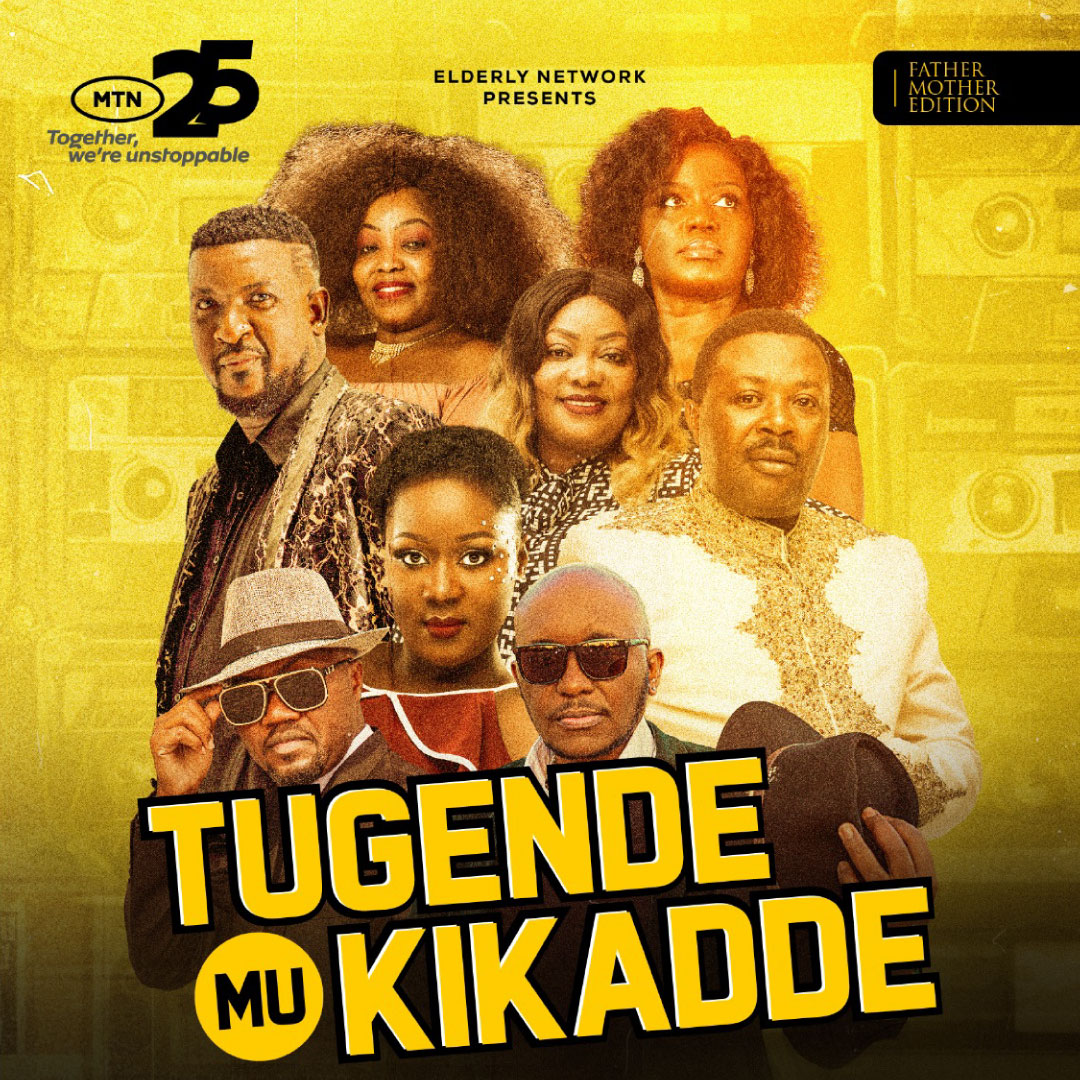 MTN 25
Together,
we're unstoppable
ELDERLY NETWORK
PRESENTS
FATHER
MOTHER
EDITION
TUGENDE
MU KIKADDE